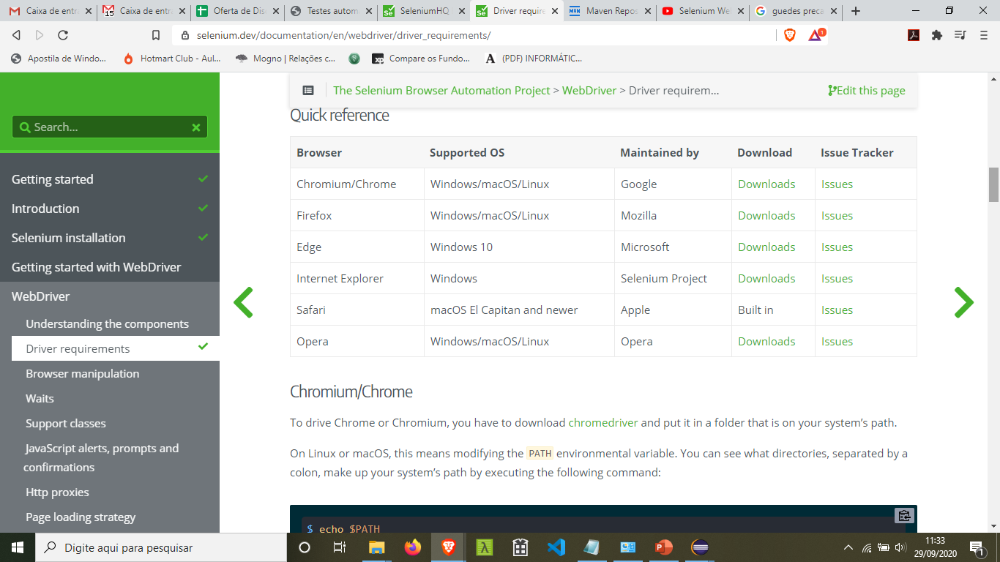 Caixa de entra
15
Caixa de entra
Oferta de Dis
Testes autom
SeleniumHQ
Driver require
Maven Repos
Selenium We
guedes preca
selenium.dev/documentation/en/webdriver/driver_requirements/
1
Apostila de Windo...
Hotmart Club - Aul...
Mogno | Relações c...
Compare os Fundo...
(PDF) INFORMÁTIC...
The Selenium Browser Automation Project > WebDriver > Driver requirem...
Edit this page
Search...
Getting started
Introduction
Selenium installation
Getting started with WebDriver
WebDriver
Understanding the components
Driver requirements
Browser manipulation
Waits
Support classes
JavaScript alerts, prompts and
confirmations
Http proxies
Page loading strategy
Quick reference
Browser Supported OS Maintained by Download Issue Tracker
Chromium/Chrome Windows/macOS/Linux Google Downloads Issues
Firefox Windows/macOS/Linux Mozilla Downloads Issues
Edge Windows 10 Microsoft Downloads Issues
Internet Explorer Windows Selenium Project Downloads Issues
Safari macOS El Capitan and newer Apple Built in Issues
Opera Windows/macOS/Linux Opera Downloads Issues
Chromium/Chrome
To drive Chrome or Chromium, you have to download chromedriver and put it in a folder that is on your system's path.
On Linux or macOS, this means modifying the PATH environmental variable. You can see what directories, separated by a
colon, make up your system's path by executing the following command:
$ echo $PATH
Digite aqui para pesquisar
11:33
29/09/2020
1